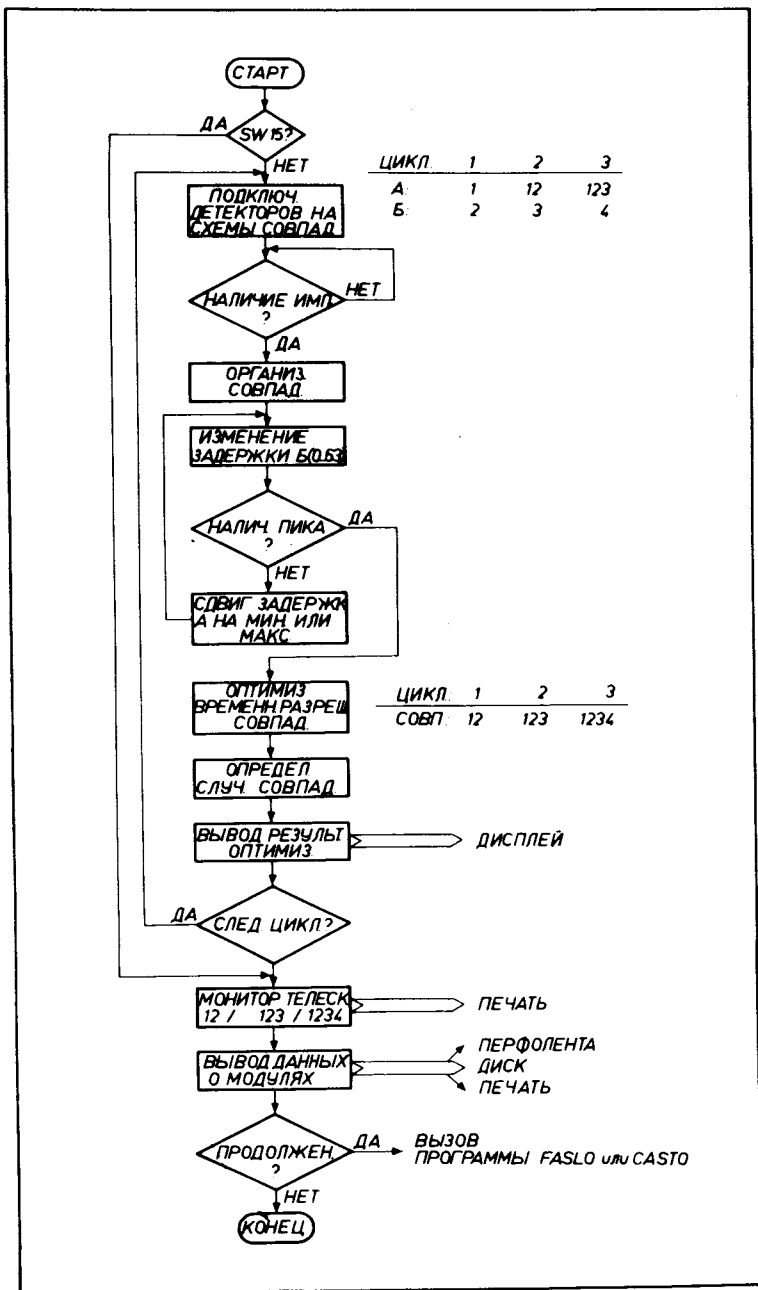 СТАРТ
ДА
SW 15?
НЕТ
ЦИКЛ. 1 2 3
А: 1 12 123
Б: 2 3 4
ПОДКЛЮЧ.
ДЕТЕКТОРОВ НА
СХЕМЫ СОВПАД.
НАЛИЧИЕ ИМП.
?
НЕТ
ДА
ОРГАНИЗ.
СОВПАД.
ИЗМЕНЕНИЕ
ЗАДЕРЖКИ Б(0.63)
НАЛИЧ. ПИКА
?
ДА
НЕТ
СДВИГ ЗАДЕРЖК
А НА МИН. ИЛИ
МАКС
ОПТИМИЗ
ВРЕМЕНН. РАЗРЕШ
СОВПАД.
ЦИКЛ: 1 2 3
СОВП.: 12 123 1234
ОПРЕДЕЛ
СЛУЧ. СОВПАД
ВЫВОД РЕЗУЛЬТ
ОПТИМИЗ.
ДИСПЛЕЙ
ДА
СЛЕД. ЦИКЛ?
МОНИТОР ТЕЛЕСК
12 / 123 / 1234
ПЕЧАТЬ
ВЫВОД ДАННЫХ
О МОДУЛЯХ
ПЕРФОЛЕНТА
ДИСК
ПЕЧАТЬ
ПРОДОЛЖЕН.
?
ДА
ВЫЗОВ
ПРОГРАММЫ FASLO или CASTO
НЕТ
КОНЕЦ